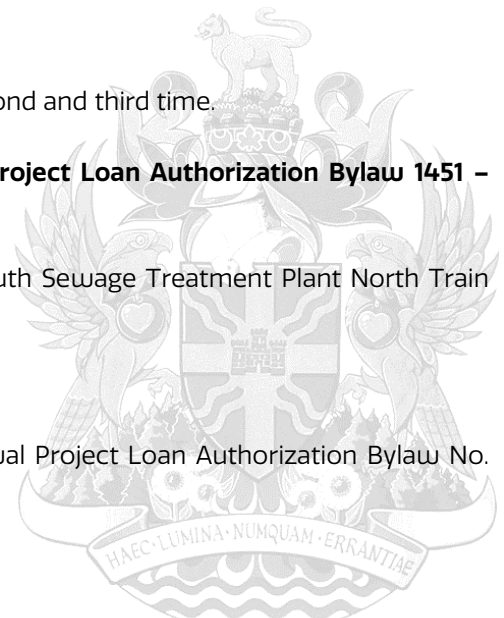 ond and third time.
Project Loan Authorization Bylaw 1451 –
uth Sewage Treatment Plant North Train
ual Project Loan Authorization Bylaw No.
HAEC·LUMINA·NUMQUAM·ERRANTIAE